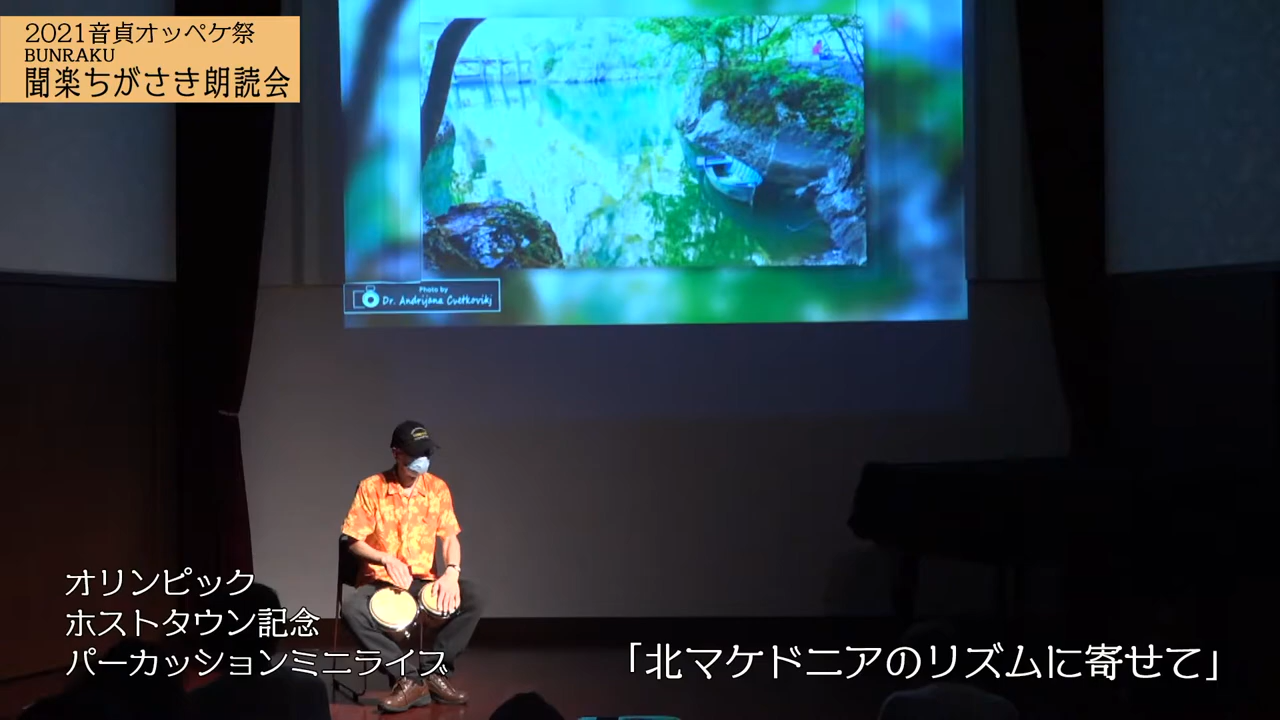 2021音貞オッペケ祭
BUNRAKU
聞楽ちがさき朗読会
Photo by
Dr. Andrijana Cvetkovikj
オリンピック
ホストタウン記念
パーカッションミニライブ
「北マケドニアのリズムに寄せて」